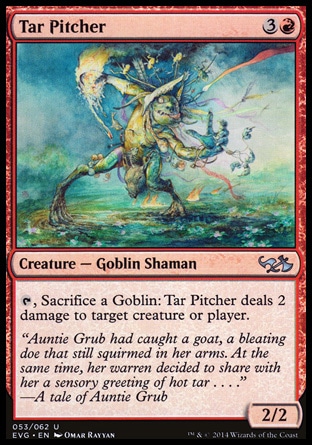 Tar Pitcher 3
Creature — Goblin Shaman
, Sacrifice a Goblin: Tar Pitcher deals 2
damage to target creature or player.
“Auntie Grub had caught a goat, a bleating
doe that still squirmed in her arms. At the
same time, her warren decided to share with
her a sensory greeting of hot tar . . . .”
—A tale of Auntie Grub
2/2
053/062 U
EVG • EN Omar Rayyan
™ & © 2014 Wizards of the Coast